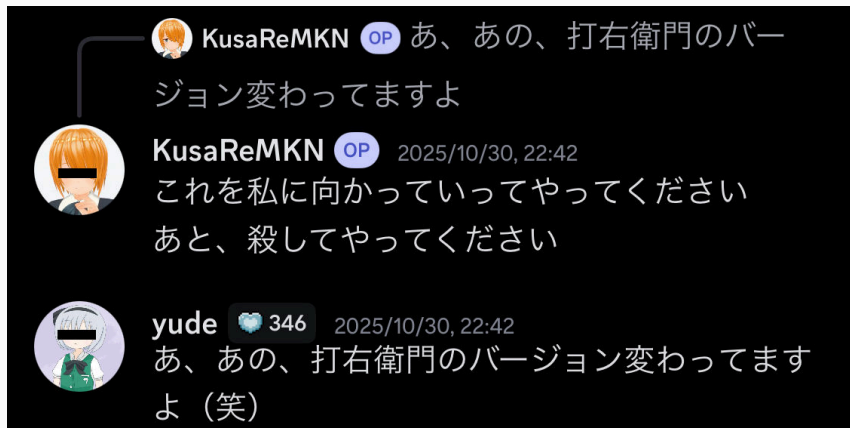 KusaReMKN OP あ、あの、打右衛門のバー
ジョン変わってますよ
KusaReMKN OP 2025/10/30, 22:42
これを私に向かっていってやってください
あと、殺してやってください
yude 346 2025/10/30, 22:42
あ、あの、打右衛門のバージョン変わってます
よ（笑）